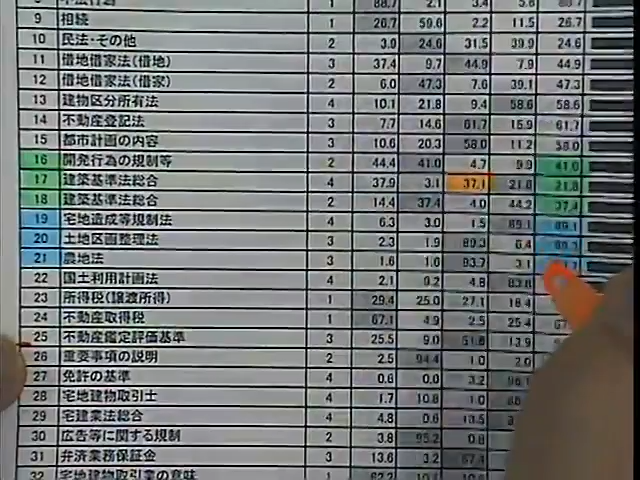 9 相続 1 26.7 59.6 2.2 11.5 26.7
10 民法・その他 2 3.9 24.6 31.5 39.9 24.6
11 借地借家法(借地) 3 37.4 9.7 44.9 7.9 44.9
12 借地借家法(借家) 2 6.0 47.3 7.6 39.1 47.3
13 建物区分所有法 4 10.1 21.8 9.4 58.6 58.6
14 不動産登記法 3 7.7 14.6 61.7 15.9 61.7
15 都市計画の内容 3 10.6 20.3 58.0 11.2 58.0
16 開発行為の規制等 2 44.4 41.0 4.7 9.9 41.0
17 建築基準法総合 4 37.9 3.1 37.1 21.8 21.8
18 建築基準法総合 2 14.4 37.4 4.0 44.2 37.4
19 宅地造成等規制法 4 6.3 3.0 1.5 89.1 89.1
20 土地区画整理法 3 2.3 1.9 89.3 6.4 89.3
21 農地法 3 1.6 1.6 93.7 3.1
22 国土利用計画法 4 2.1 9.2 4.8 83.8
23 所得税(譲渡所得) 1 29.4 25.0 27.1 18.4
24 不動産取得税 1 67.1 4.9 2.5 25.4
25 不動産鑑定評価基準 3 25.5 9.0 51.6 13.9
26 重要事項の説明 2 2.5 94.4 1.0 2.0
27 免許の基準 4 0.6 0.0 3.2 96.1
28 宅地建物取引士 4 1.7 10.8 1.0
29 宅建業法総合 4 4.8 0.6 13.5
30 広告等に関する規制 2 3.8 95.2 0.6
31 弁済業務保証金 3 13.6 3.2 67.4
32 宅地建物取引業の意味 1